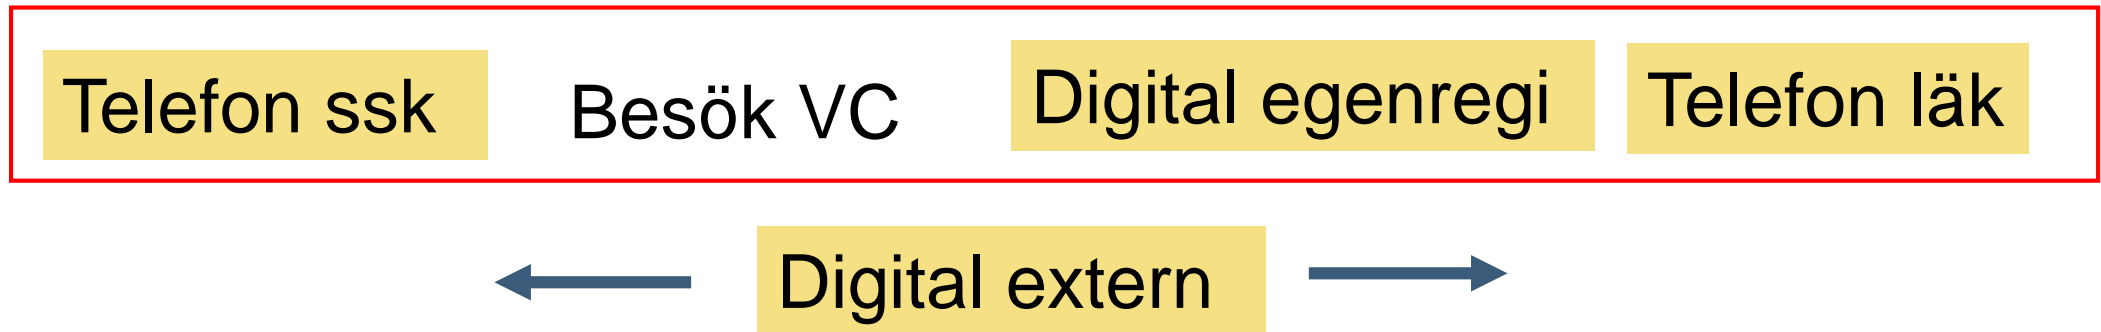 Telefon ssk Besök VC Digital egenregi Telefon läk
Digital extern